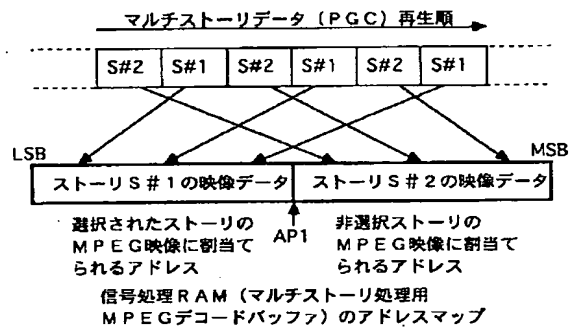 マルチストーリデータ（PGC）再生順
S#2 S#1 S#2 S#1 S#2 S#1
LSB MSB
ストーリS#1の映像データ ストーリS#2の映像データ
AP1
選択されたストーリの
MPEG映像に割当て
られるアドレス
非選択ストーリの
MPEG映像に割当て
られるアドレス
信号処理RAM（マルチストーリ処理用
MPEGデコードバッファ）のアドレスマップ